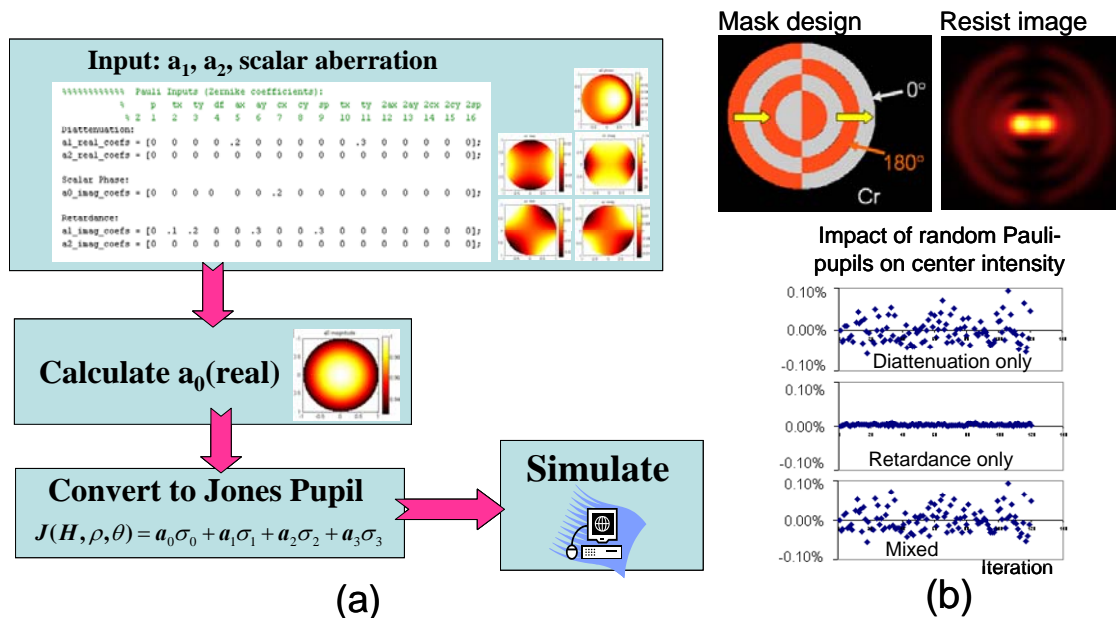 Input: a1, a2, scalar aberration
%%%%%%%%%%%% Pauli Inputs (Zernike coefficients):
% p tx ty df ax ay cx cy sp tx ty 2ax 2ay 2cx 2cy 2sp
% Z 1 2 3 4 5 6 7 8 9 10 11 12 13 14 15 16
Diattenuation:
a1_real_coefs = [0 0 0 0 .2 0 0 0 0 0 .3 0 0 0 0 0];
a2_real_coefs = [0 0 0 0 0 0 0 0 0 0 0 0 0 0 0 0];
Scalar Phase:
a0_imag_coefs = [0 0 0 0 0 0 .2 0 0 0 0 0 0 0 0 0];
Retardance:
a1_imag_coefs = [0 .1 .2 0 0 .3 0 0 .3 0 0 0 0 0 0 0];
a2_imag_coefs = [0 0 0 0 0 0 0 0 0 0 0 0 0 0 0 0];
Calculate a0(real)
a0 magnitude
Convert to Jones Pupil
J(H,ρ,θ) = a0σ0 + a1σ1 + a2σ2 + a3σ3
Simulate
(a)
Mask design
Resist image
0°
180°
Cr
Impact of random Pauli-
pupils on center intensity
0.10%
0.00%
-0.10%
Diattenuation only
0.10%
0.00%
-0.10%
Retardance only
0.10%
0.00%
-0.10%
Mixed
Iteration
(b)